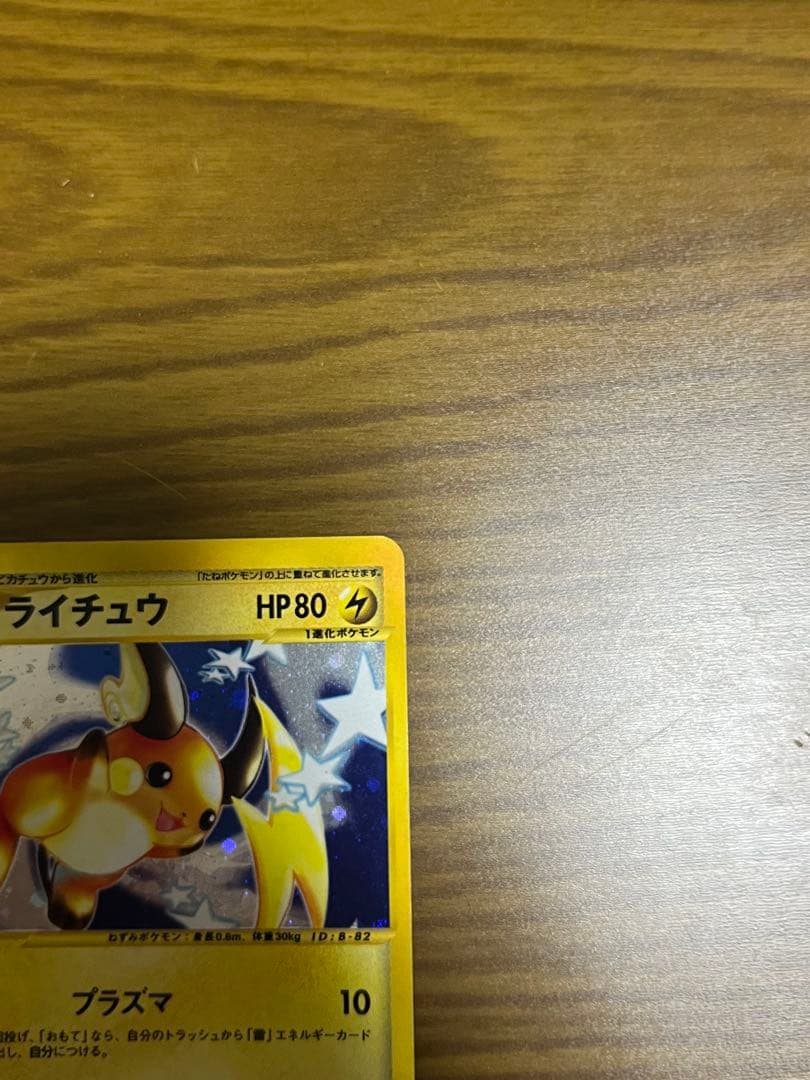 ピカチュウから進化
「たねポケモン」の上に重ねて進化させます。
ライチュウ HP80
1進化ポケモン
ねずみポケモン：身長0.8m、体重30kg ID：B-82
プラズマ 10
投げ、「おもて」なら、自分のトラッシュから「雷」エネルギーカード
出し、自分につける。